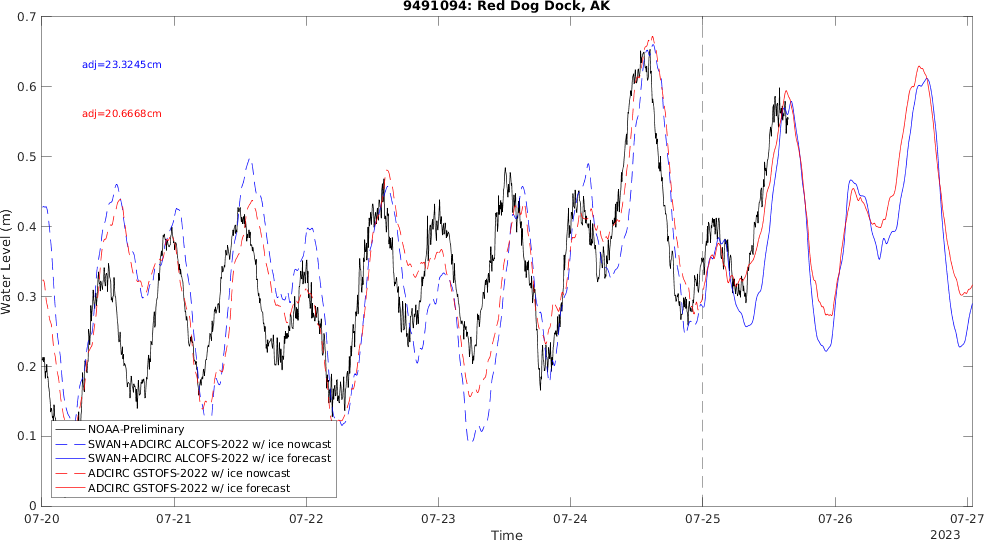 9491094: Red Dog Dock, AK
0.7
adj=23.3245cm
0.6
adj=20.6668cm
0.5
0.4
Water Level (m)
0.3
0.2
0.1
NOAA-Preliminary
SWAN+ADCIRC ALCOFS-2022 w/ ice nowcast
SWAN+ADCIRC ALCOFS-2022 w/ ice forecast
ADCIRC GSTOFS-2022 w/ ice nowcast
ADCIRC GSTOFS-2022 w/ ice forecast
0
07-20 07-21 07-22 07-23 07-24 07-25 07-26 07-27
Time
2023